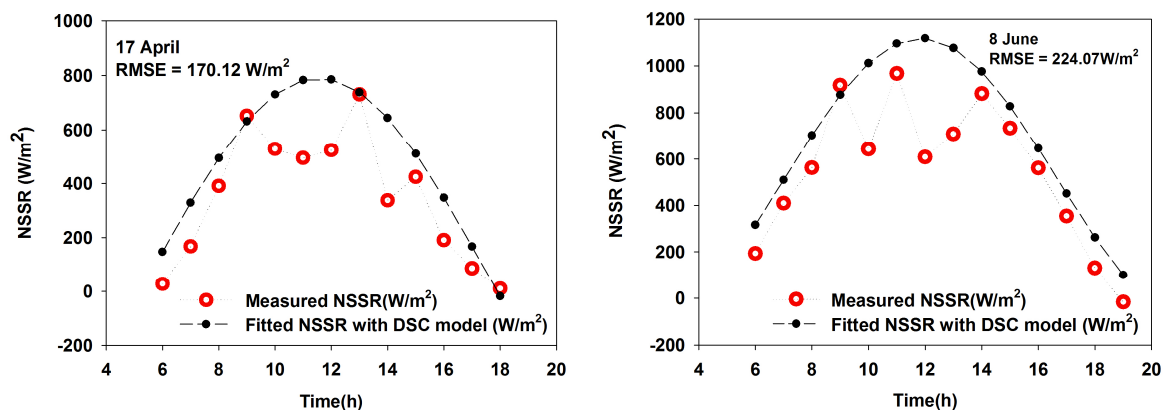 17 April
RMSE = 170.12 W/m²
NSSR (W/m²)
1000
800
600
400
200
0
-200
Measured NSSR(W/m²)
Fitted NSSR with DSC model (W/m²)
4 6 8 10 12 14 16 18 20
Time(h)
8 June
RMSE = 224.07W/m²
NSSR (W/m²)
1200
1000
800
600
400
200
0
-200
Measured NSSR(W/m²)
Fitted NSSR with DSC model (W/m²)
4 6 8 10 12 14 16 18 20
Time(h)